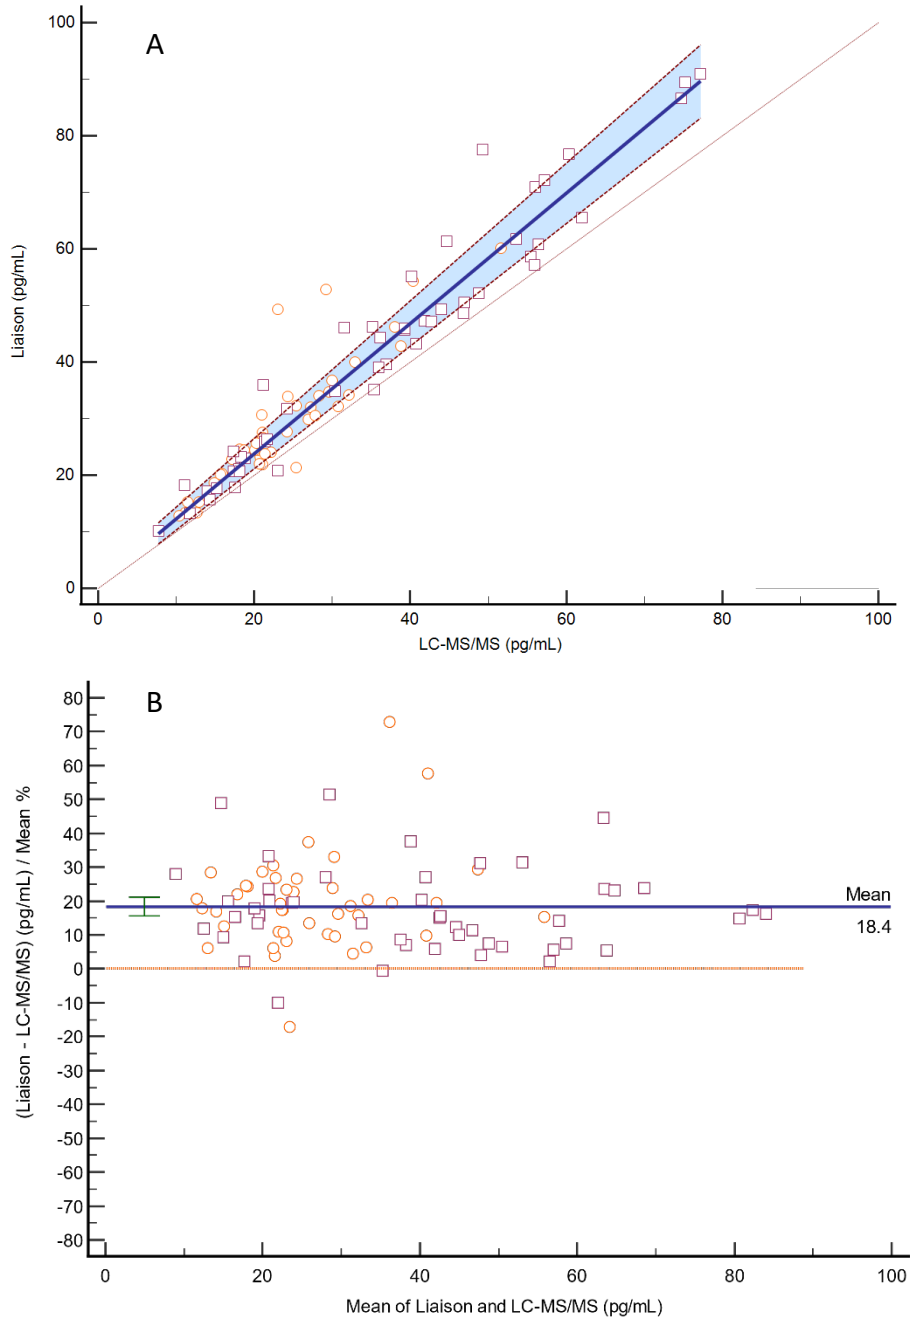 A
100
80
60
40
20
0
Liaison (pg/mL)
0 20 40 60 80 100
LC-MS/MS (pg/mL)
B
80
70
60
50
40
30
20
10
0
-10
-20
-30
-40
-50
-60
-70
-80
(Liaison - LC-MS/MS) (pg/mL) / Mean %
Mean
18.4
0 20 40 60 80 100
Mean of Liaison and LC-MS/MS (pg/mL)